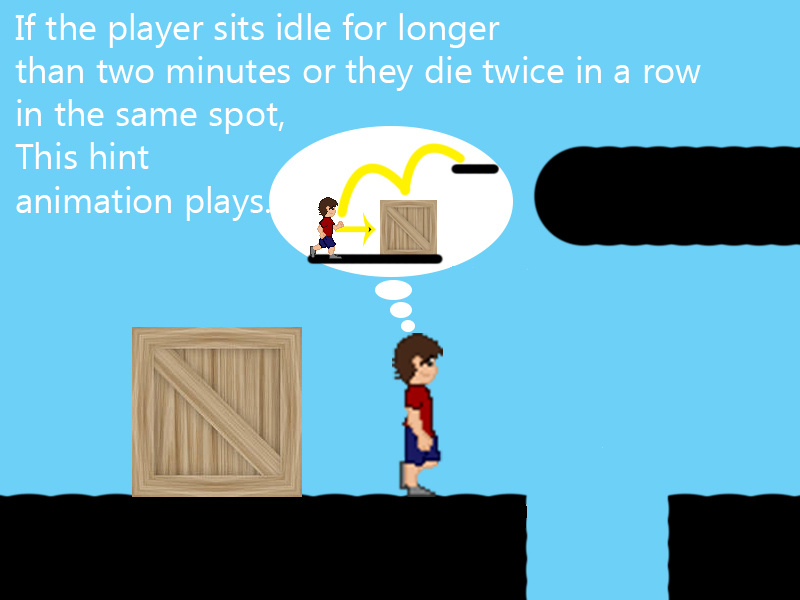 If the player sits idle for longer
than two minutes or they die twice in a row
in the same spot,
This hint
animation plays.